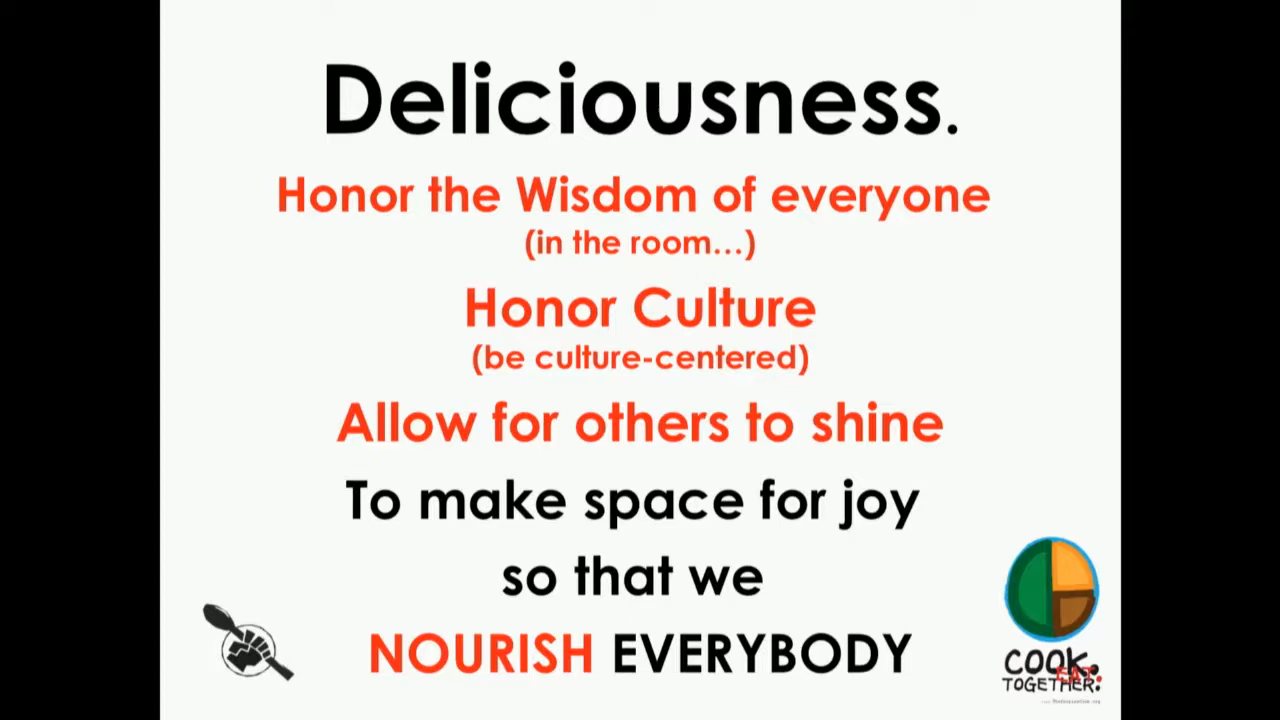 Deliciousness.
Honor the Wisdom of everyone
(in the room...)
Honor Culture
(be culture-centered)
Allow for others to shine
To make space for joy
so that we
NOURISH EVERYBODY
COOK.
EAT.
TOGETHER.